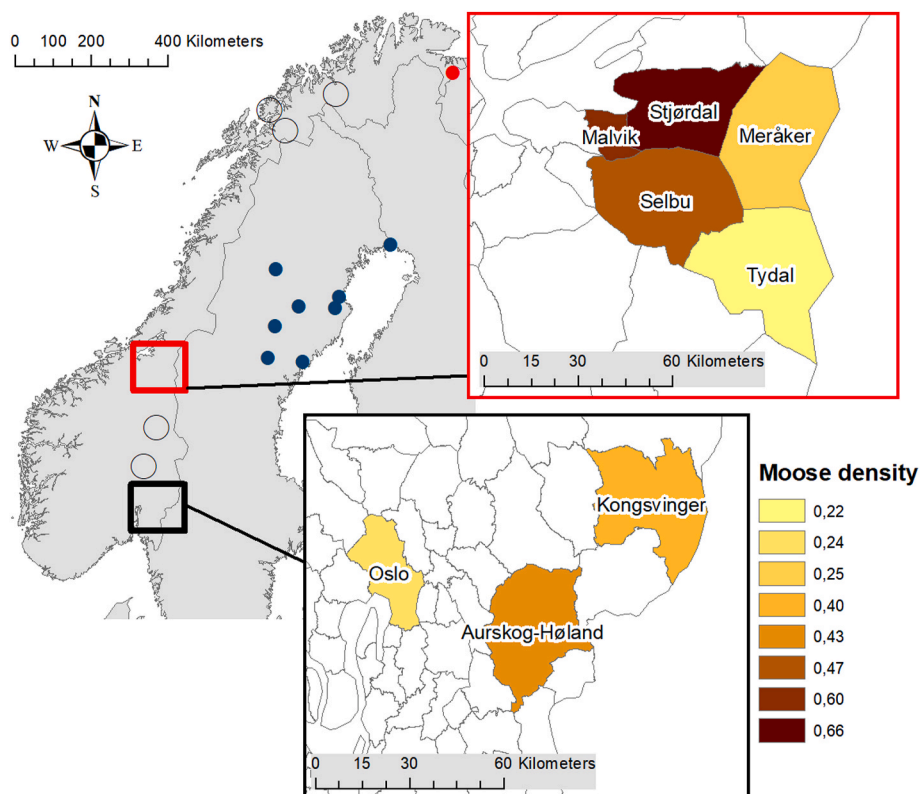 0 100 200 400 Kilometers
N
W E
S
Stjørdal
Malvik
Meråker
Selbu
Tydal
0 15 30 60 Kilometers
Kongsvinger
Oslo
Aurskog-Høland
0 15 30 60 Kilometers
Moose density
0,22
0,24
0,25
0,40
0,43
0,47
0,60
0,66